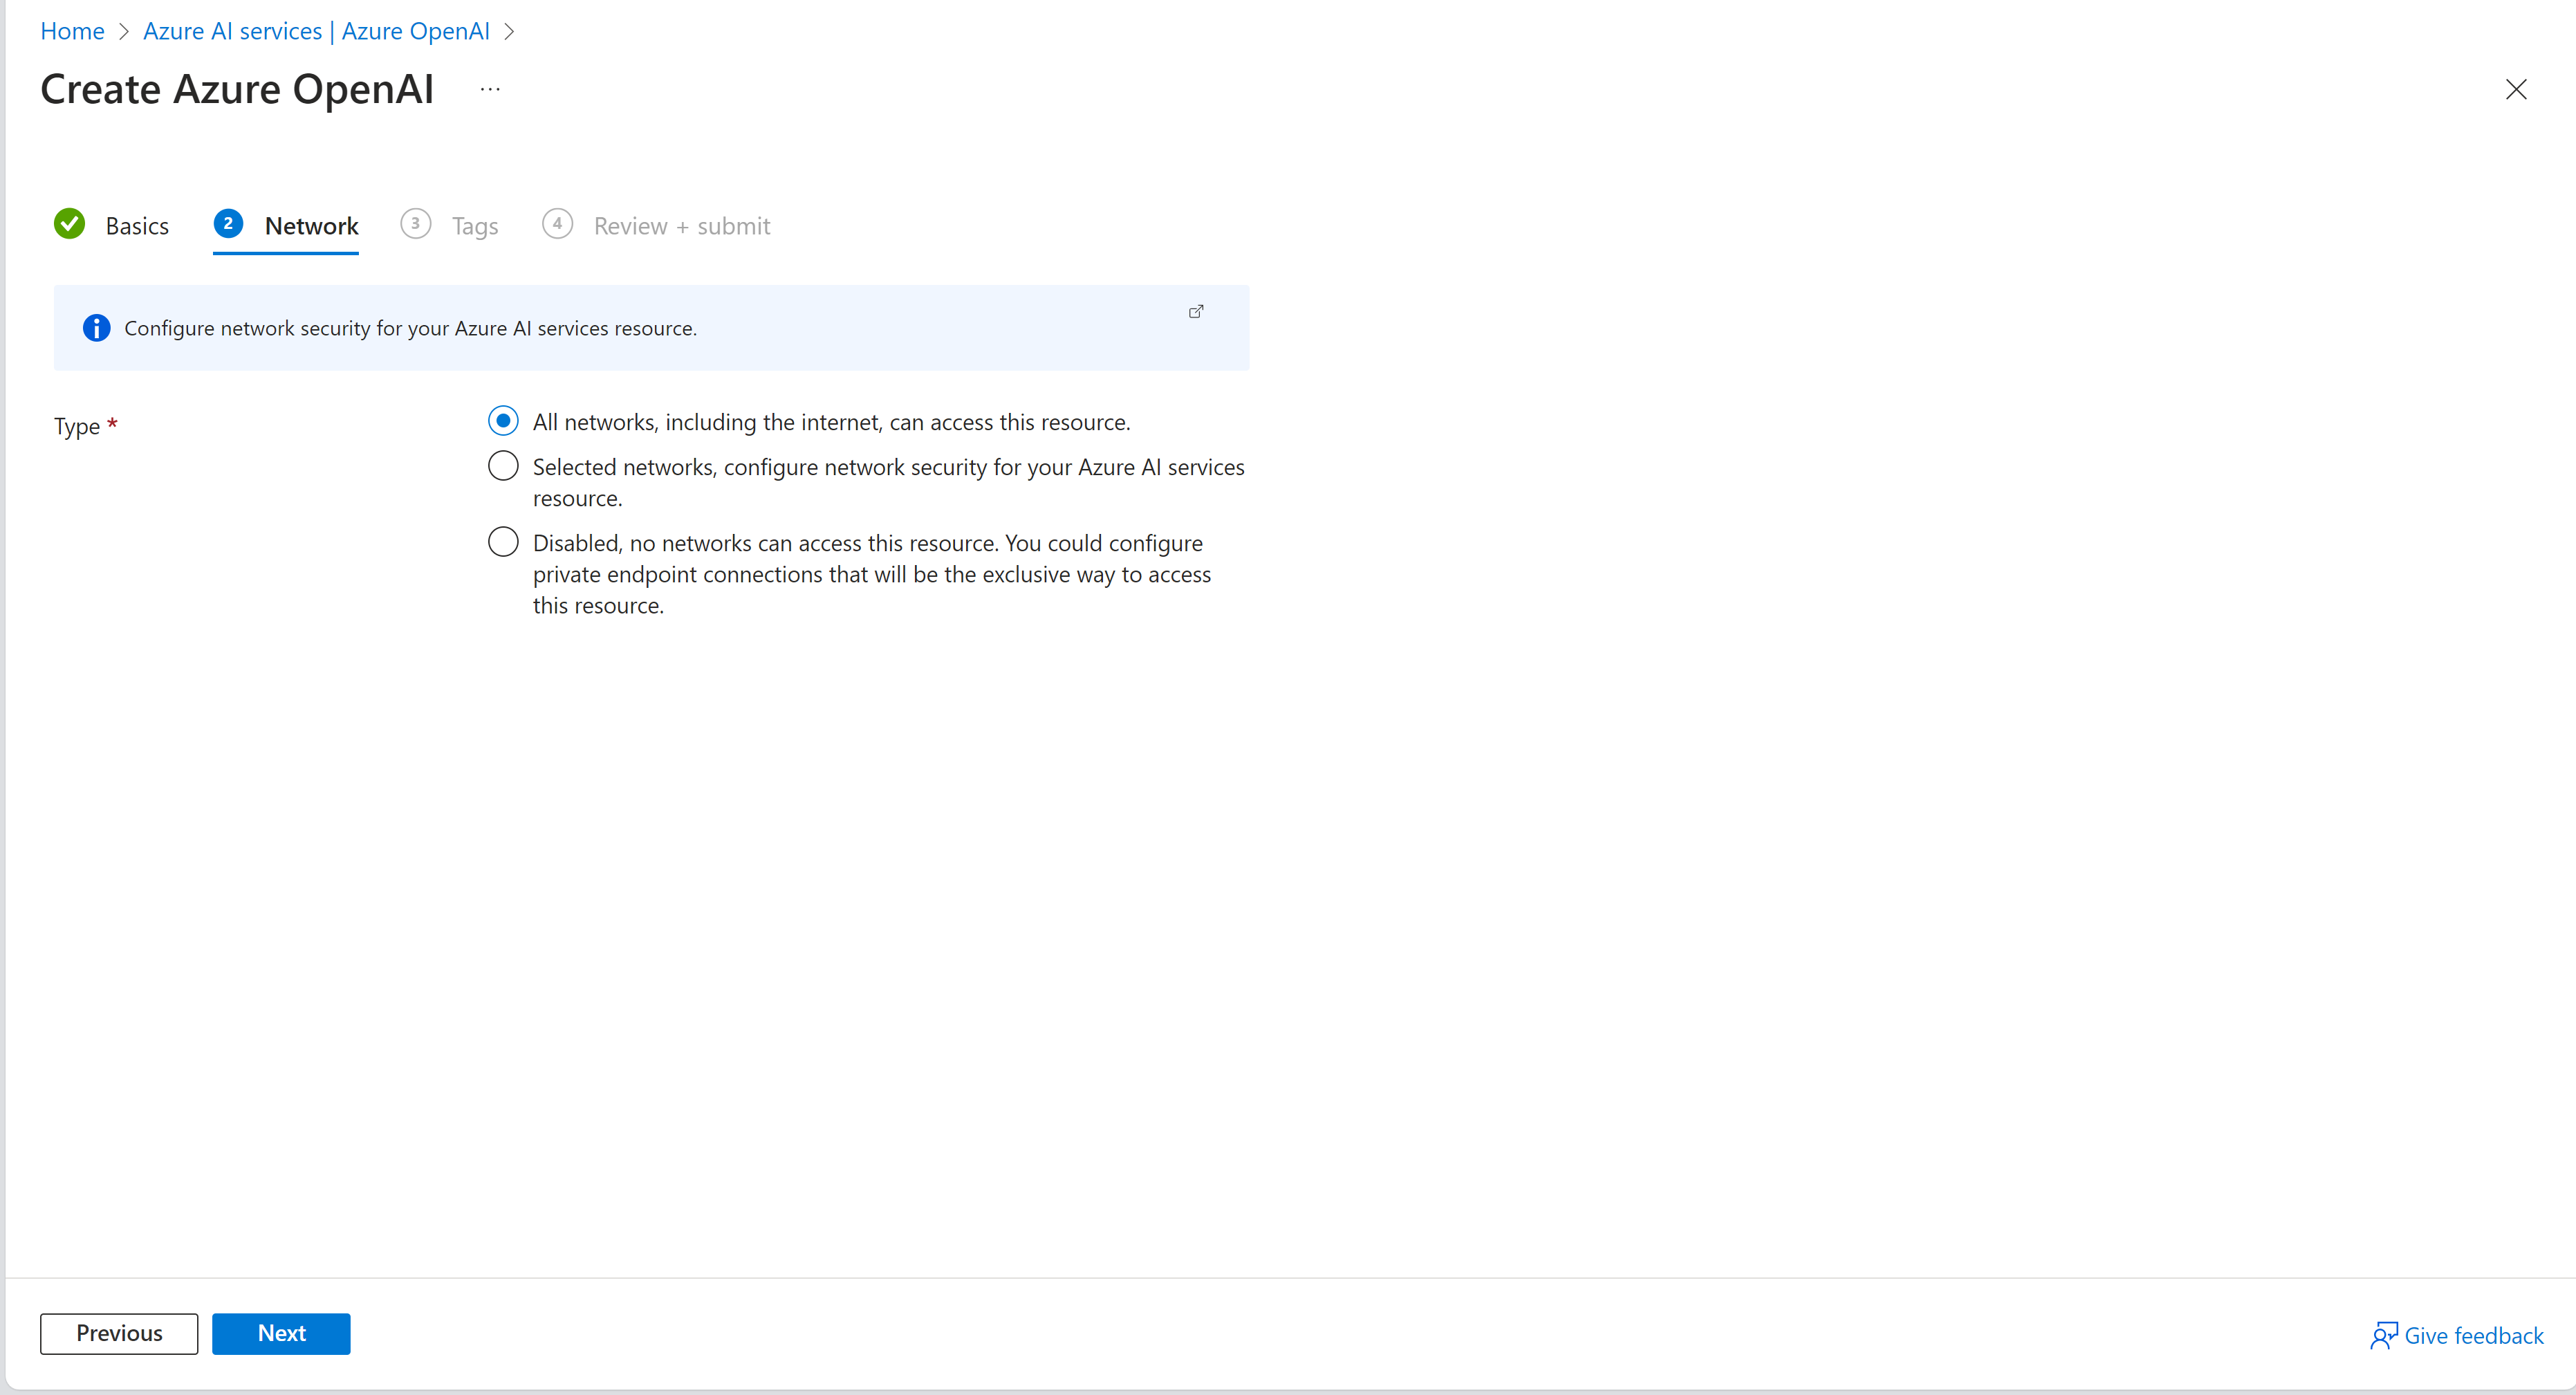 Home > Azure AI services | Azure OpenAI >
Create Azure OpenAI ...
Basics 2 Network 3 Tags 4 Review + submit
Configure network security for your Azure AI services resource.
Type *
All networks, including the internet, can access this resource.
Selected networks, configure network security for your Azure AI services
resource.
Disabled, no networks can access this resource. You could configure
private endpoint connections that will be the exclusive way to access
this resource.
Previous Next Give feedback